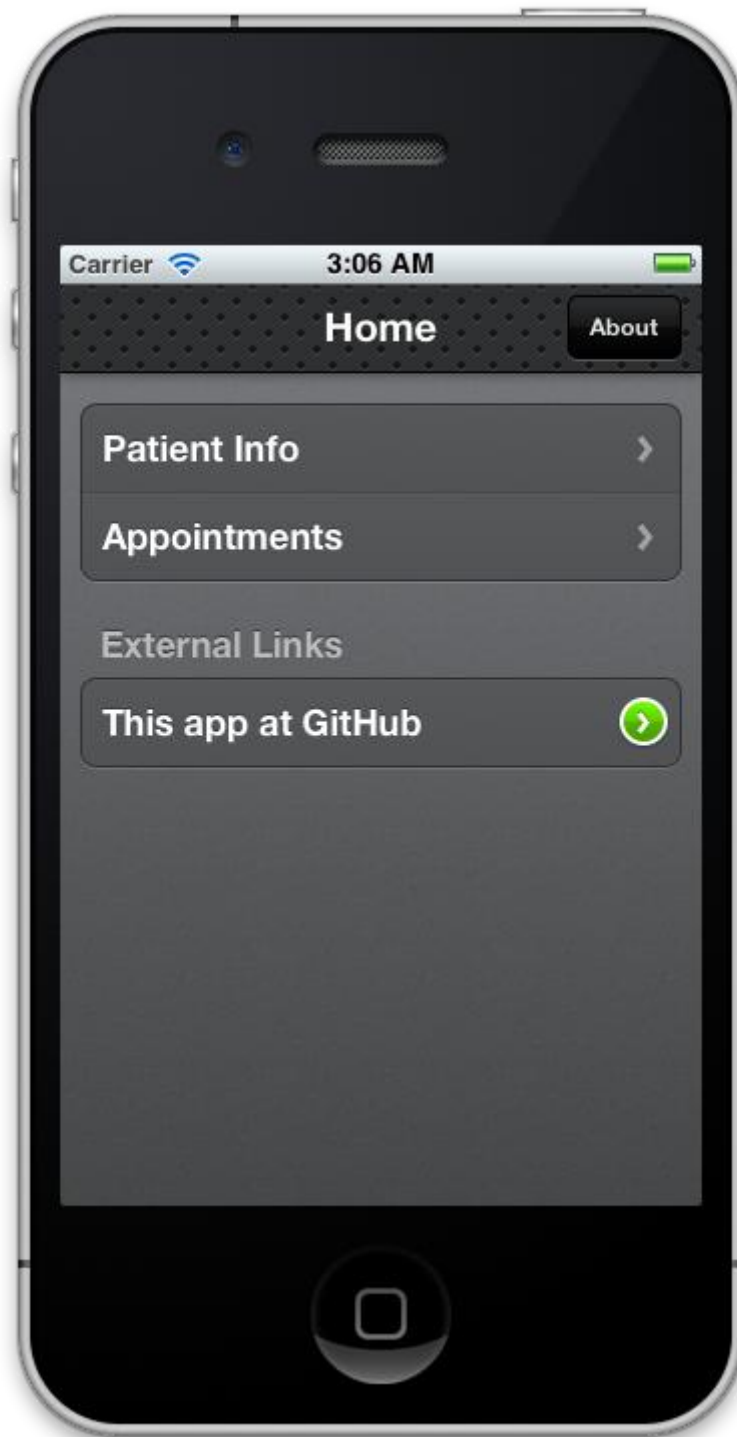 Carrier 3:06 AM
Home About
Patient Info
Appointments
External Links
This app at GitHub